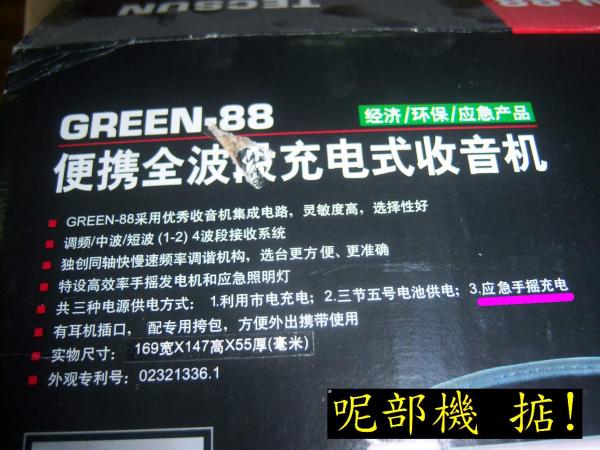 TECSUN
-88
GREEN-88
经济/环保/应急产品
便携全波段充电式收音机
GREEN-88采用优秀收音机集成电路，灵敏度高，选择性好
调频/中波/短波 (1-2) 4波段接收系统
独创同轴快慢速频率调谐机构，选台更方便、更准确
特设高效率手摇发电机和应急照明灯
共三种电源供电方式： 1.利用市电充电；2.三节五号电池供电；3.应急手摇充电
有耳机插口， 配专用挎包，方便外出携带使用
实物尺寸： 169宽X147高X55厚(毫米)
外观专利号： 02321336.1
呢部機 掂!